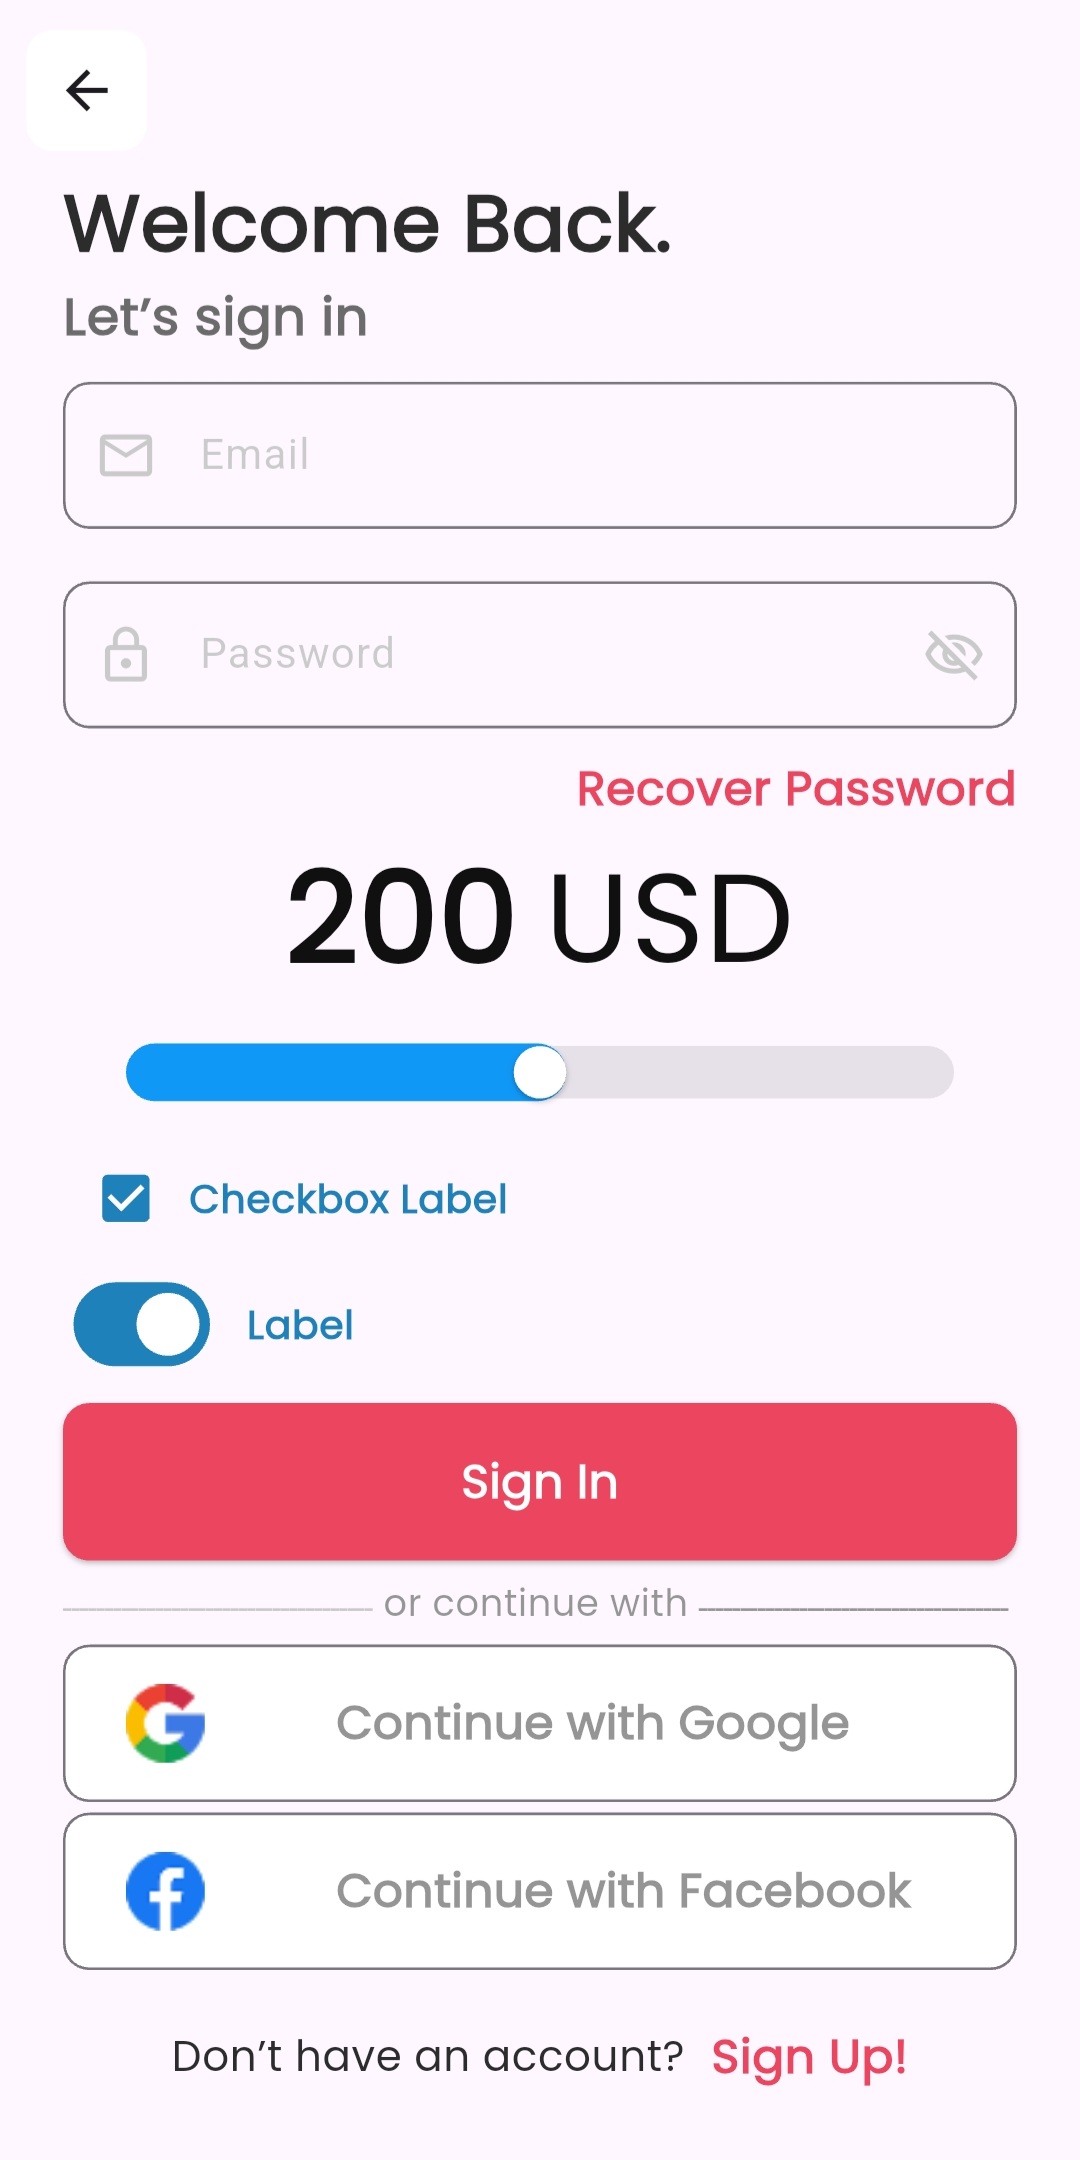 Welcome Back.
Let’s sign in
Email
Password
Recover Password
200 USD
Checkbox Label
Label
Sign In
or continue with
Continue with Google
Continue with Facebook
Don’t have an account? Sign Up!